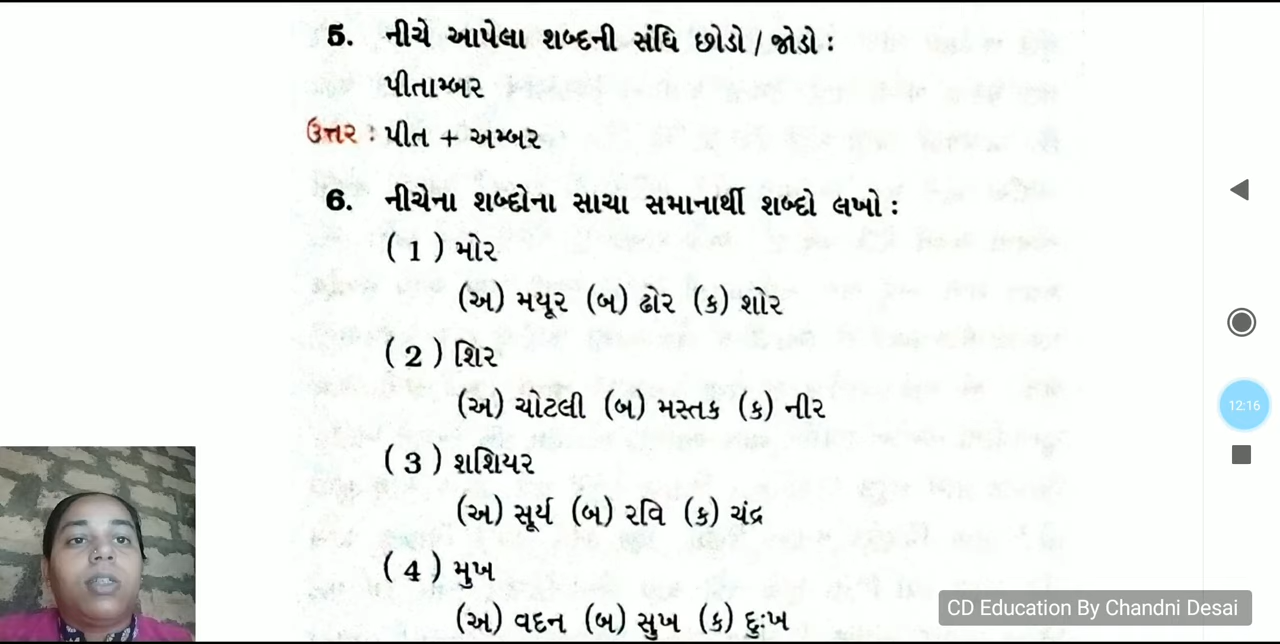 5. નીચે આપેલા શબ્દની સંધિ છોડો / જોડો :
પીતામ્બર
ઉત્તર : પીત + અમ્બર
6. નીચેના શબ્દોના સાચા સમાનાર્થી શબ્દો લખો :
( 1 ) મોર
(અ) મયૂર (બ) ઢોર (ક) શોર
( 2 ) શિર
(અ) ચોટલી (બ) મસ્તક (ક) નીર
( 3 ) શશિયર
(અ) સૂર્ય (બ) રવિ (ક) ચંદ્ર
( 4 ) મુખ
(અ) વદન (બ) સુખ (ક) દુઃખ
12:16
CD Education By Chandni Desai